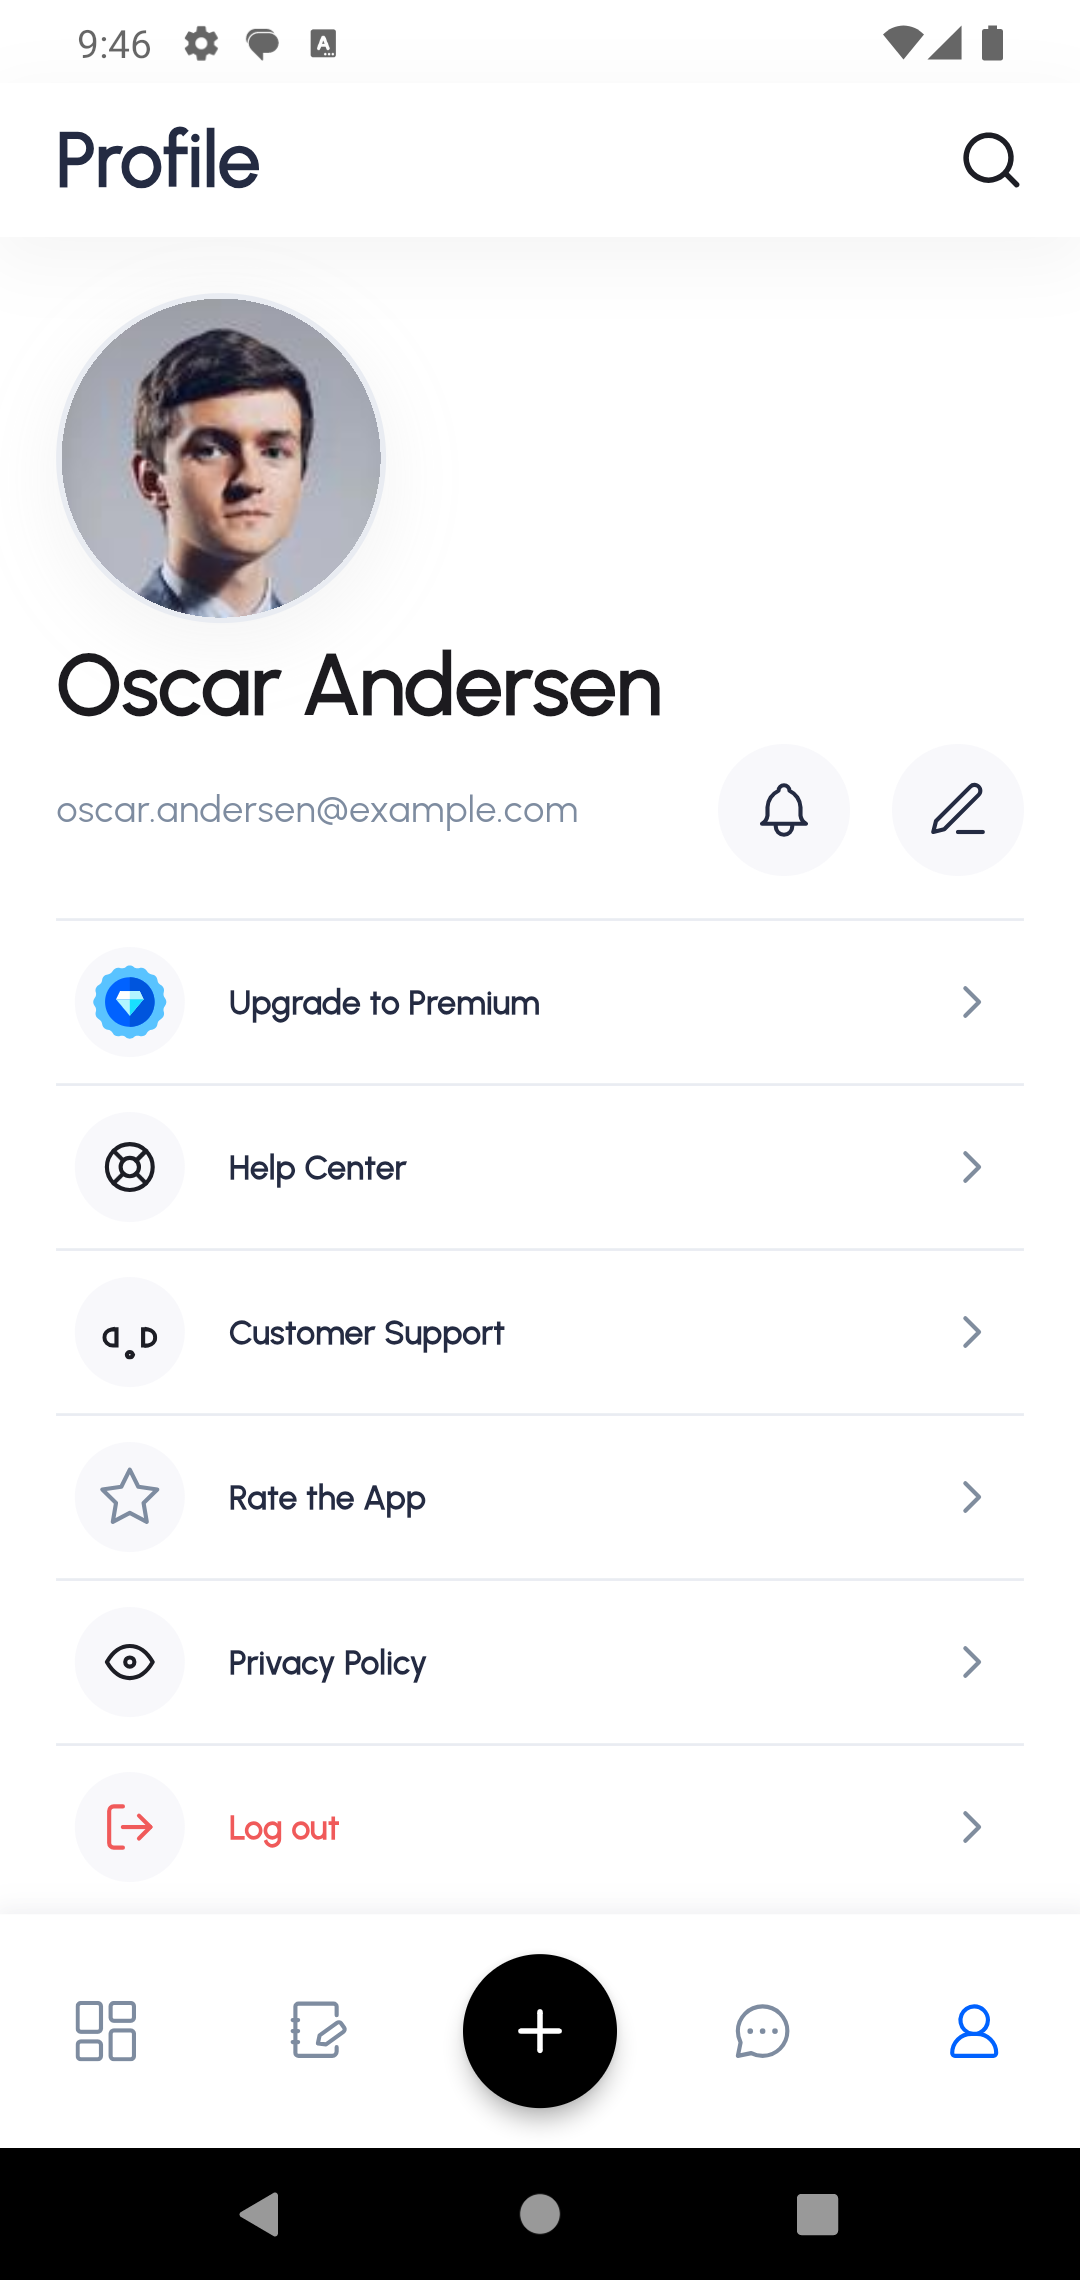 9:46
Profile
Oscar Andersen
oscar.andersen@example.com
Upgrade to Premium
Help Center
Customer Support
Rate the App
Privacy Policy
Log out